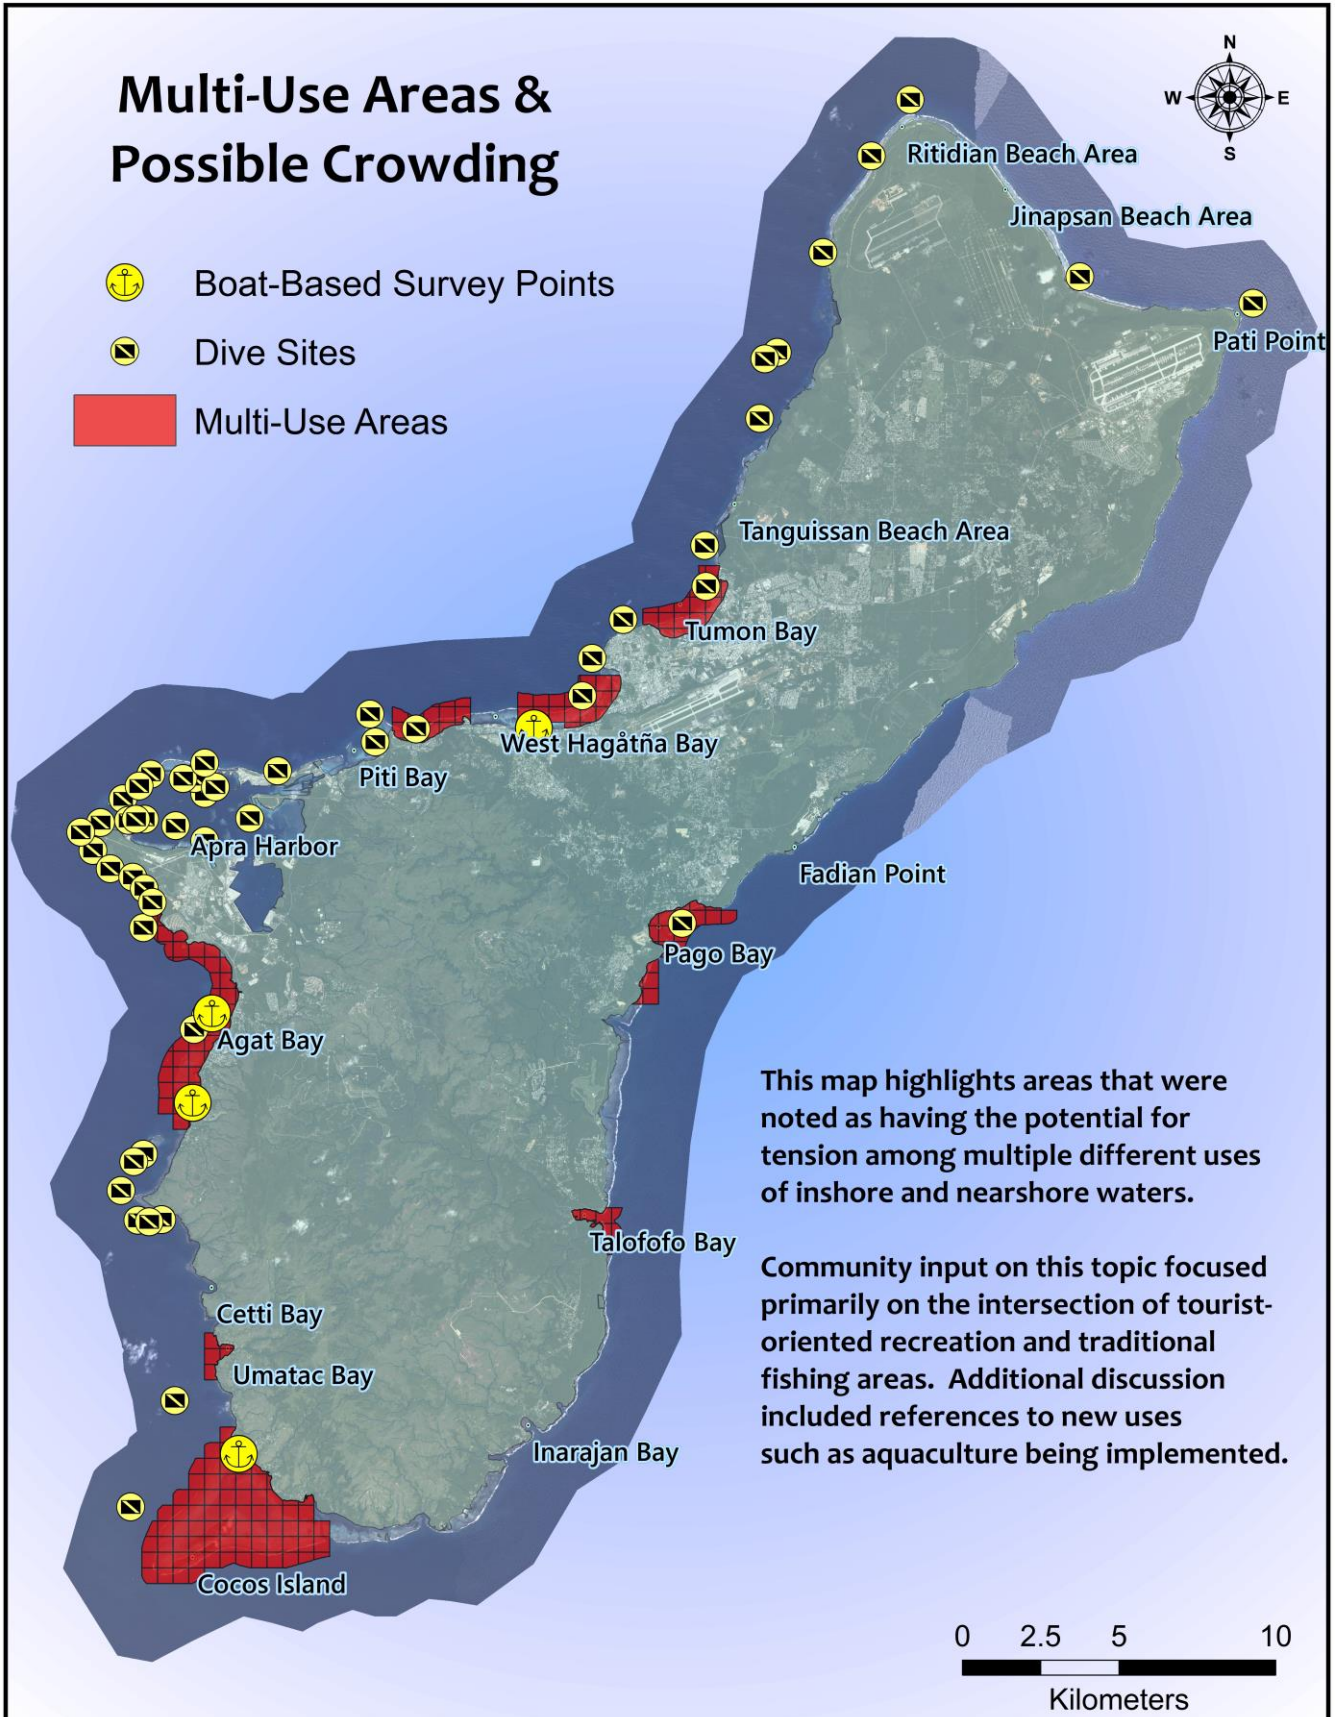 Multi-Use Areas &
Possible Crowding
Boat-Based Survey Points
Dive Sites
Multi-Use Areas
N
W
E
S
Ritidian Beach Area
Jinapsan Beach Area
Pati Point
Tanguissan Beach Area
Tumon Bay
West Hagåtña Bay
Piti Bay
Apra Harbor
Fadian Point
Pago Bay
Agat Bay
Talofofo Bay
Cetti Bay
Umatac Bay
Inarajan Bay
Cocos Island
This map highlights areas that were
noted as having the potential for
tension among multiple different uses
of inshore and nearshore waters.
Community input on this topic focused
primarily on the intersection of tourist-
oriented recreation and traditional
fishing areas.  Additional discussion
included references to new uses
such as aquaculture being implemented.
0 2.5 5 10
Kilometers